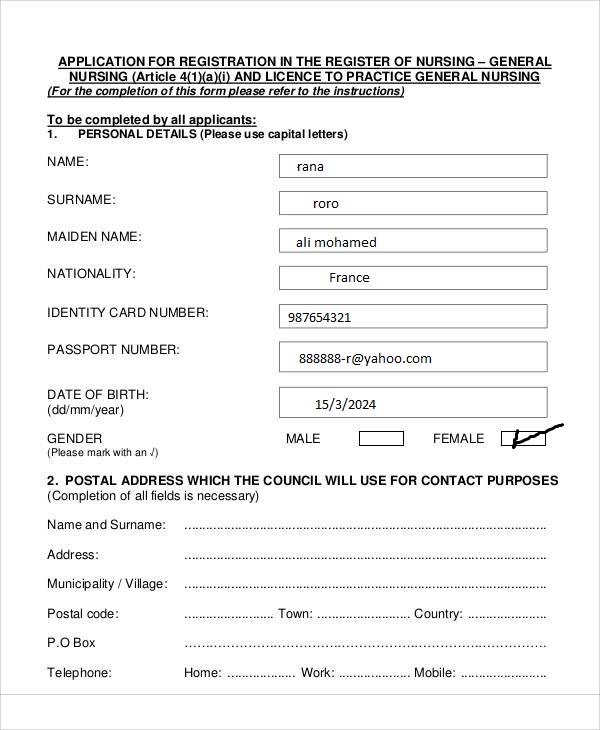 APPLICATION FOR REGISTRATION IN THE REGISTER OF NURSING – GENERAL
NURSING (Article 4(1)(a)(i) AND LICENCE TO PRACTICE GENERAL NURSING
(For the completion of this form please refer to the instructions)
To be completed by all applicants:
1. PERSONAL DETAILS (Please use capital letters)
NAME: rana
SURNAME: roro
MAIDEN NAME: ali mohamed
NATIONALITY: France
IDENTITY CARD NUMBER: 987654321
PASSPORT NUMBER: 888888-r@yahoo.com
DATE OF BIRTH: 15/3/2024
(dd/mm/year)
GENDER MALE FEMALE ✓
(Please mark with an √)
2. POSTAL ADDRESS WHICH THE COUNCIL WILL USE FOR CONTACT PURPOSES
(Completion of all fields is necessary)
Name and Surname: ........................................................................
Address: ........................................................................
Municipality / Village: ........................................................................
Postal code: ....................... Town: ....................... Country: ....................
P.O Box ........................................................................
Telephone: Home: .................. Work: .................. Mobile: ......................